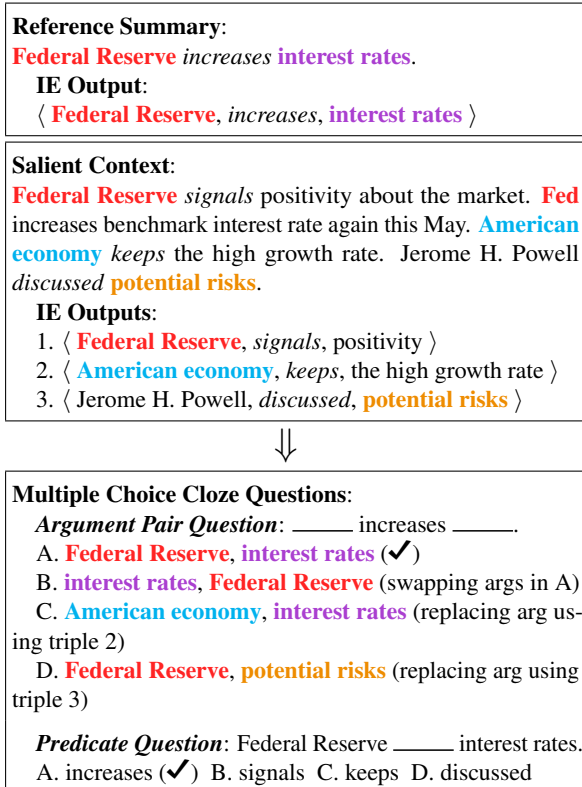 Reference Summary:
Federal Reserve increases interest rates.
IE Output:
⟨ Federal Reserve, increases, interest rates ⟩
Salient Context:
Federal Reserve signals positivity about the market. Fed
increases benchmark interest rate again this May. American
economy keeps the high growth rate. Jerome H. Powell
discussed potential risks.
IE Outputs:
1. ⟨ Federal Reserve, signals, positivity ⟩
2. ⟨ American economy, keeps, the high growth rate ⟩
3. ⟨ Jerome H. Powell, discussed, potential risks ⟩
⇓
Multiple Choice Cloze Questions:
Argument Pair Question: _____ increases _____.
A. Federal Reserve, interest rates (✔)
B. interest rates, Federal Reserve (swapping args in A)
C. American economy, interest rates (replacing arg us-
ing triple 2)
D. Federal Reserve, potential risks (replacing arg using
triple 3)
Predicate Question: Federal Reserve _____ interest rates.
A. increases (✔) B. signals C. keeps D. discussed